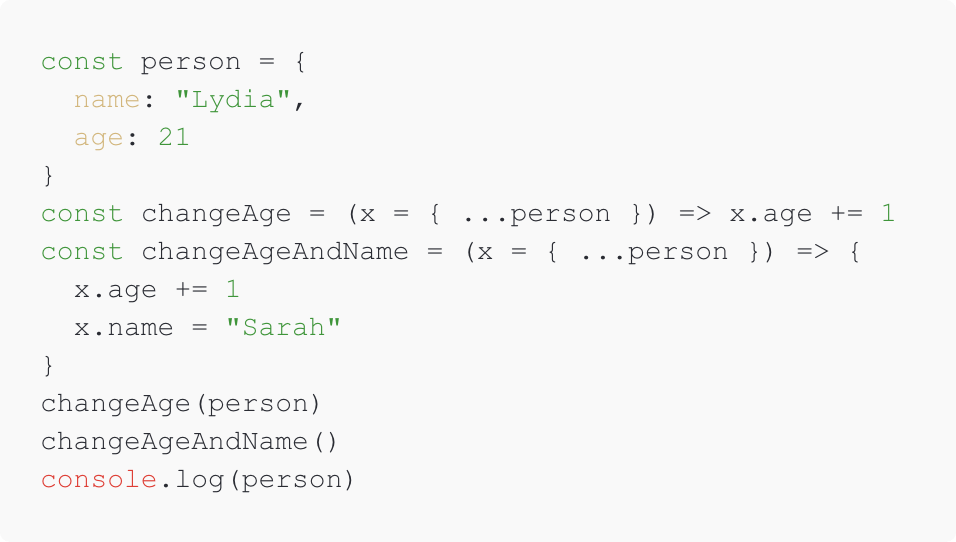 const person = {
  name: "Lydia",
  age: 21
}
const changeAge = (x = { ...person }) => x.age += 1
const changeAgeAndName = (x = { ...person }) => {
  x.age += 1
  x.name = "Sarah"
}
changeAge(person)
changeAgeAndName()
console.log(person)